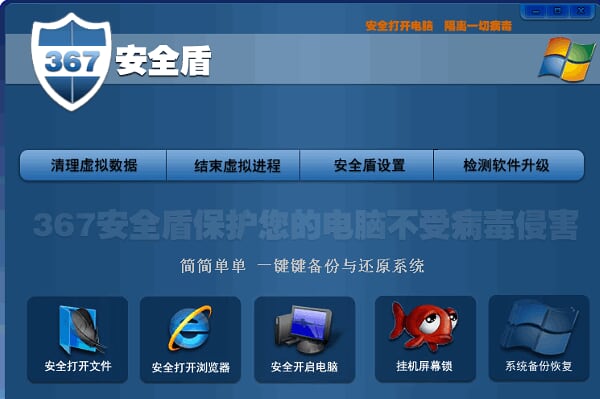 安全打开电脑 隔离一切病毒
367 安全盾
清理虚拟数据 结束虚拟进程 安全盾设置 检测软件升级
367安全盾保护您的电脑不受病毒侵害
简简单单 一键键备份与还原系统
安全打开文件 安全打开浏览器 安全开启电脑 挂机屏幕锁 系统备份恢复